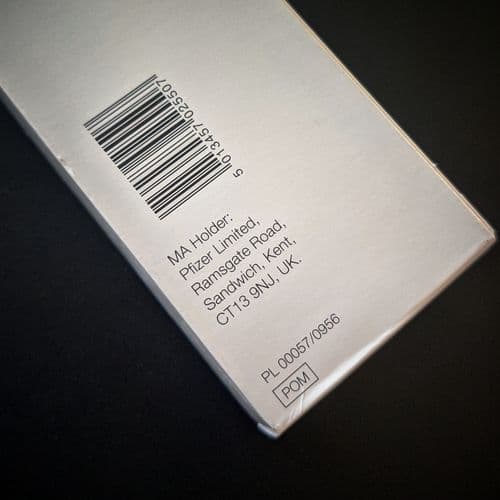 5 013457 025507
MA Holder:
Pfizer Limited,
Ramsgate Road,
Sandwich, Kent,
CT13 9NJ, UK.
PL 00057/0956
POM